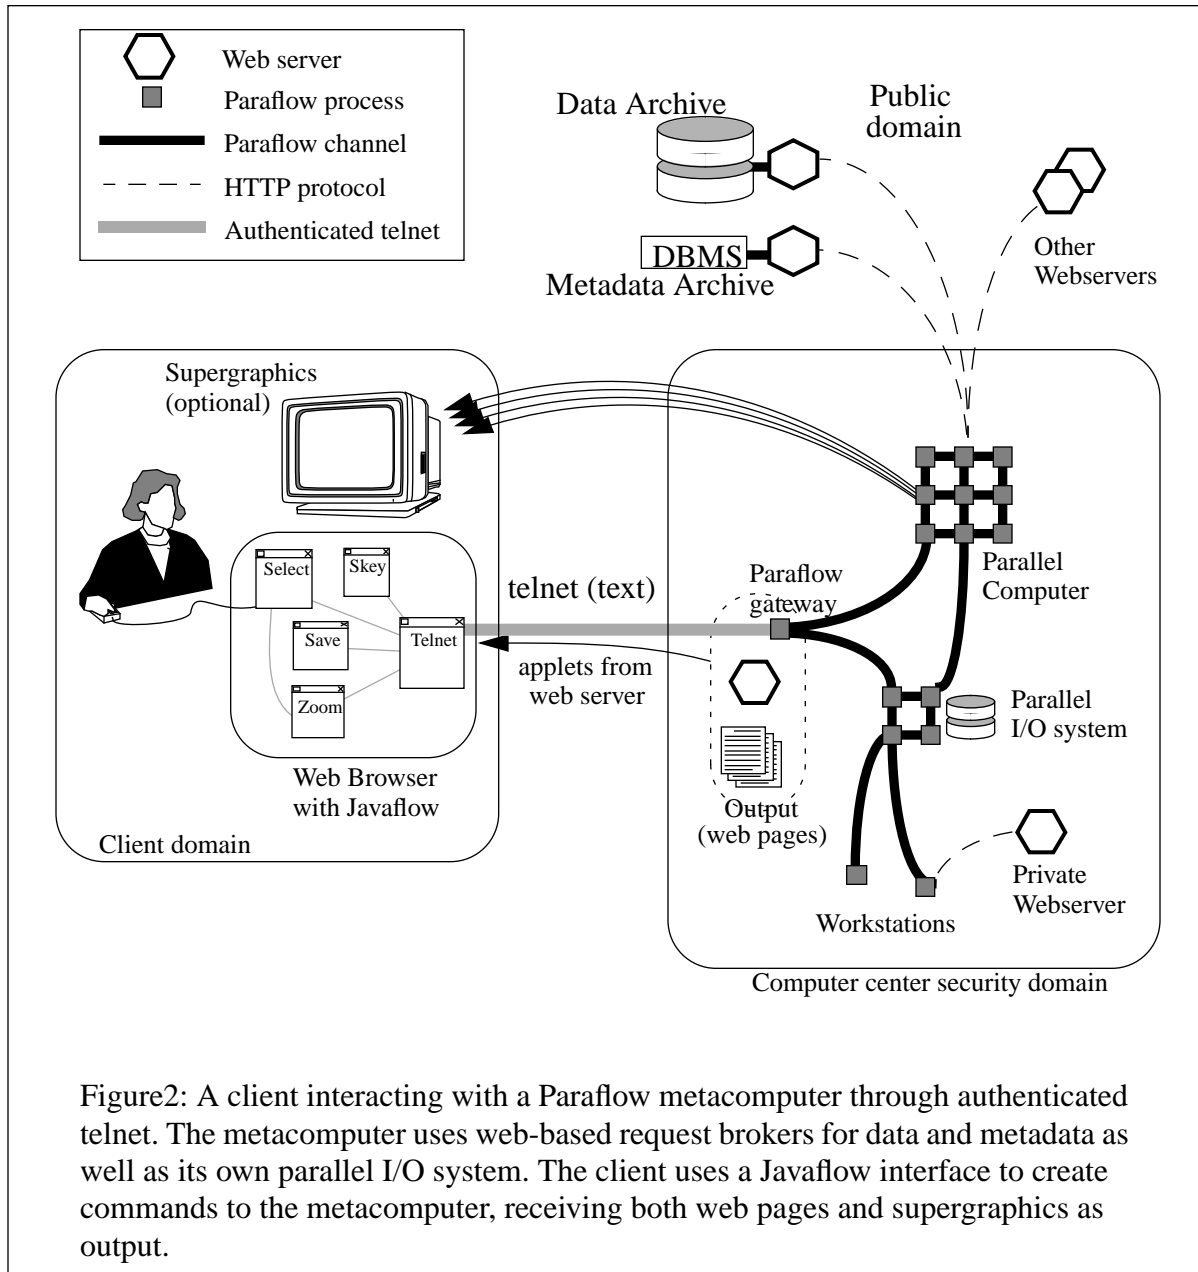 Web server
Paraflow process
Paraflow channel
HTTP protocol
Authenticated telnet
Data Archive
Public
domain
DBMS
Metadata Archive
Other
Webservers
Supergraphics
(optional)
Select
Skey
Save
Telnet
Zoom
Web Browser
with Javaflow
Client domain
telnet (text)
applets from
web server
Paraflow
gateway
Output
(web pages)
Parallel
Computer
Parallel
I/O system
Private
Webserver
Workstations
Computer center security domain
Figure2: A client interacting with a Paraflow metacomputer through authenticated
telnet. The metacomputer uses web-based request brokers for data and metadata as
well as its own parallel I/O system. The client uses a Javaflow interface to create
commands to the metacomputer, receiving both web pages and supergraphics as
output.